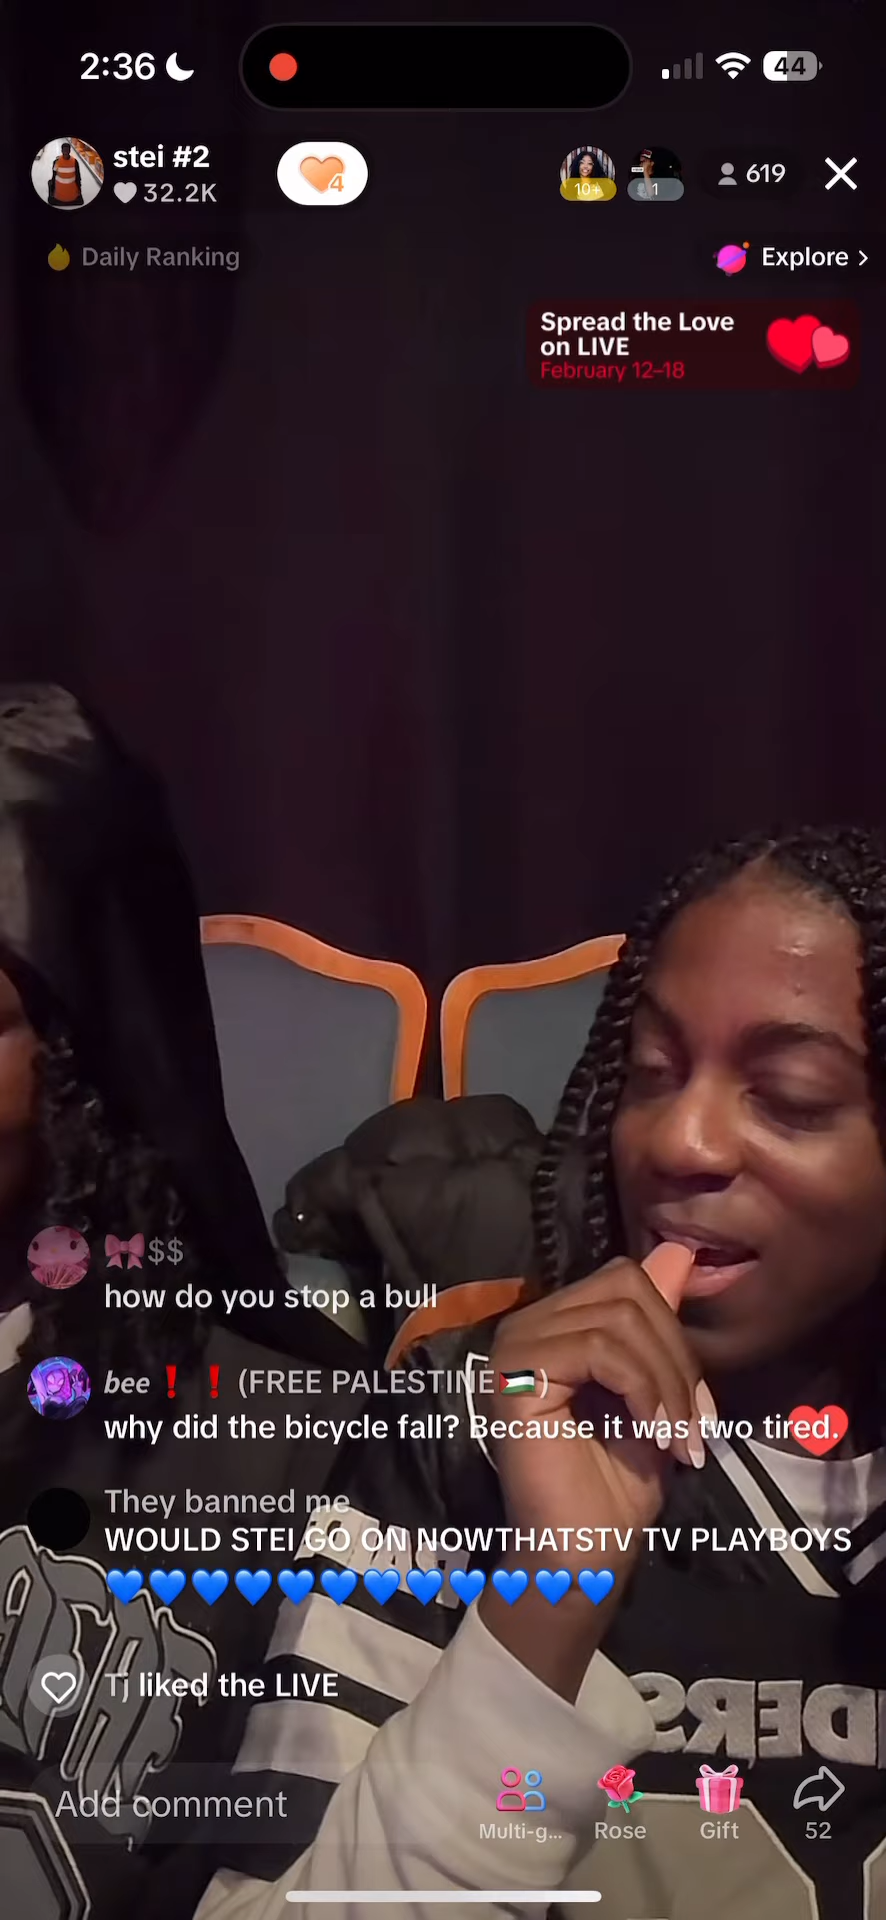 2:36
44
stei #2
32.2K
4
10+
1
619
Daily Ranking
Explore >
Spread the Love
on LIVE
February 12–18
🎀$$
how do you stop a bull
bee❗❗(FREE PALESTINE🇵🇸)
why did the bicycle fall? Because it was two tired.
They banned me
WOULD STEI GO ON NOWTHATSTV TV PLAYBOYS
💙💙💙💙💙💙💙💙💙💙💙💙
Tj liked the LIVE
Add comment
Multi-g...
Rose
Gift
52